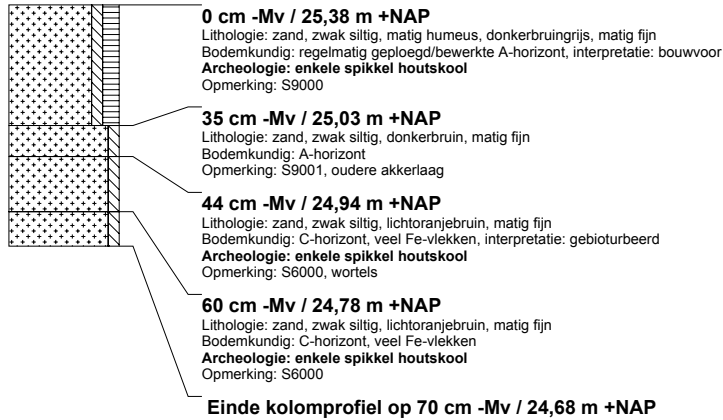 0 cm -Mv / 25,38 m +NAP
Lithologie: zand, zwak siltig, matig humeus, donkerbruingrijs, matig fijn
Bodemkundig: regelmatig geploegd/bewerkte A-horizont, interpretatie: bouwvoor
Archeologie: enkele spikkel houtskool
Opmerking: S9000
35 cm -Mv / 25,03 m +NAP
Lithologie: zand, zwak siltig, donkerbruin, matig fijn
Bodemkundig: A-horizont
Opmerking: S9001, oudere akkerlaag
44 cm -Mv / 24,94 m +NAP
Lithologie: zand, zwak siltig, lichtoranjebruin, matig fijn
Bodemkundig: C-horizont, veel Fe-vlekken, interpretatie: gebioturbeerd
Archeologie: enkele spikkel houtskool
Opmerking: S6000, wortels
60 cm -Mv / 24,78 m +NAP
Lithologie: zand, zwak siltig, lichtoranjebruin, matig fijn
Bodemkundig: C-horizont, veel Fe-vlekken
Archeologie: enkele spikkel houtskool
Opmerking: S6000
Einde kolomprofiel op 70 cm -Mv / 24,68 m +NAP